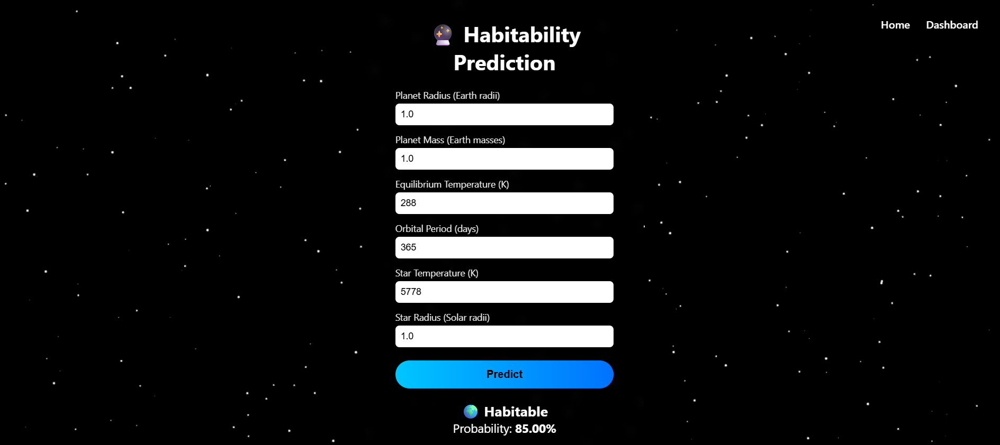 Home Dashboard
Habitability
Prediction
Planet Radius (Earth radii)
1.0
Planet Mass (Earth masses)
1.0
Equilibrium Temperature (K)
288
Orbital Period (days)
365
Star Temperature (K)
5778
Star Radius (Solar radii)
1.0
Predict
Habitable
Probability: 85.00%